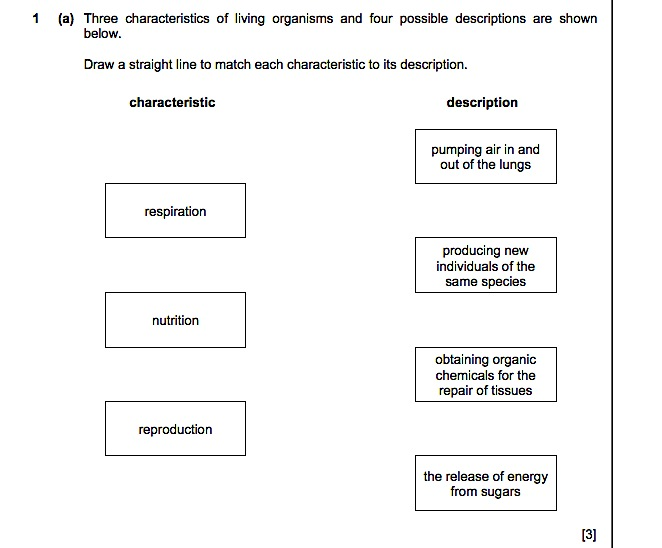 1 (a) Three characteristics of living organisms and four possible descriptions are shown
below.
Draw a straight line to match each characteristic to its description.
characteristic
description
pumping air in and
out of the lungs
respiration
producing new
individuals of the
same species
nutrition
obtaining organic
chemicals for the
repair of tissues
reproduction
the release of energy
from sugars
[3]